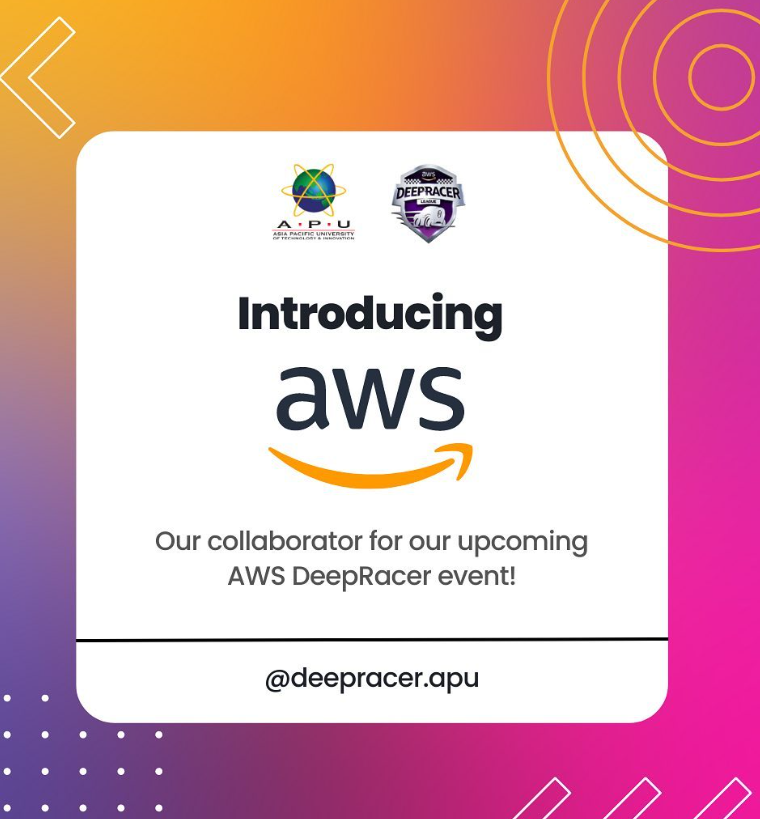 A · P · U
ASIA PACIFIC UNIVERSITY
OF TECHNOLOGY & INNOVATION
aws
DEEPRACER
LEAGUE
Introducing
aws
Our collaborator for our upcoming
AWS DeepRacer event!
@deepracer.apu